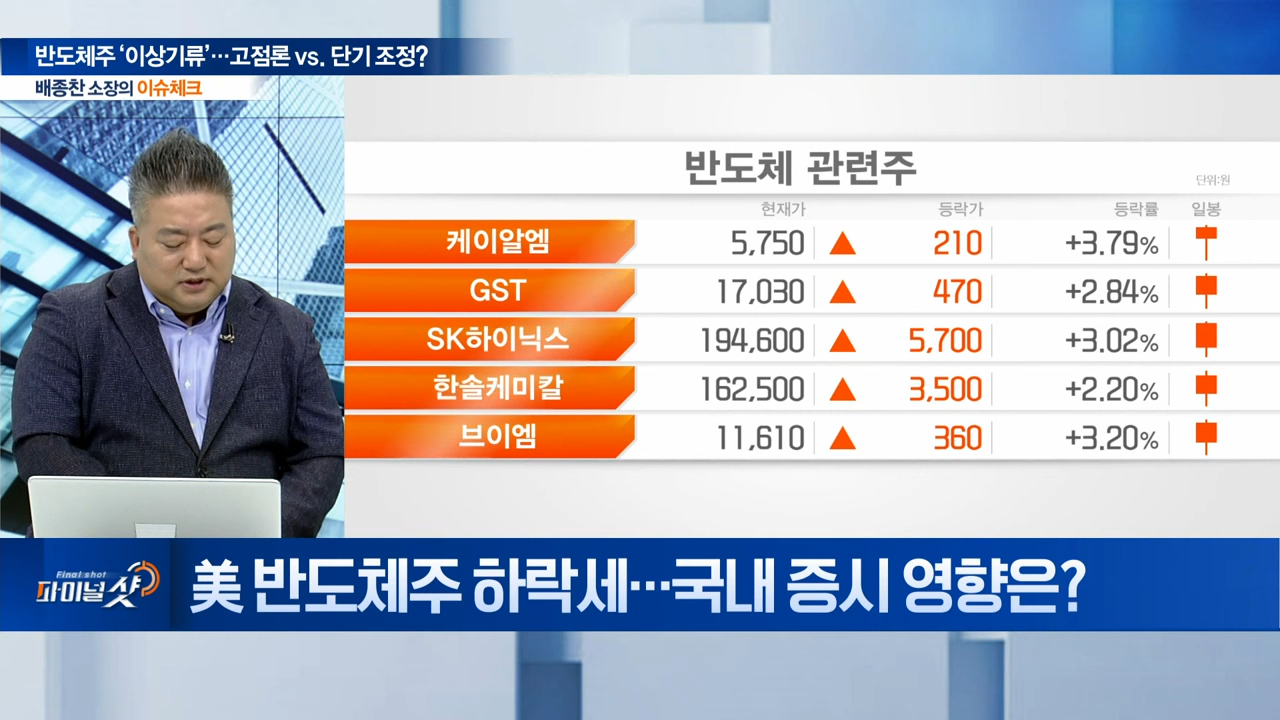 반도체주 '이상기류'…고점론 vs. 단기 조정?
배종찬 소장의 이슈체크
반도체 관련주
단위:원
현재가 등락가 등락률 일봉
케이알엠 5,750 ▲ 210 +3.79%
GST 17,030 ▲ 470 +2.84%
SK하이닉스 194,600 ▲ 5,700 +3.02%
한솔케미칼 162,500 ▲ 3,500 +2.20%
브이엠 11,610 ▲ 360 +3.20%
Final shot
파이널 샷
美 반도체주 하락세…국내 증시 영향은?